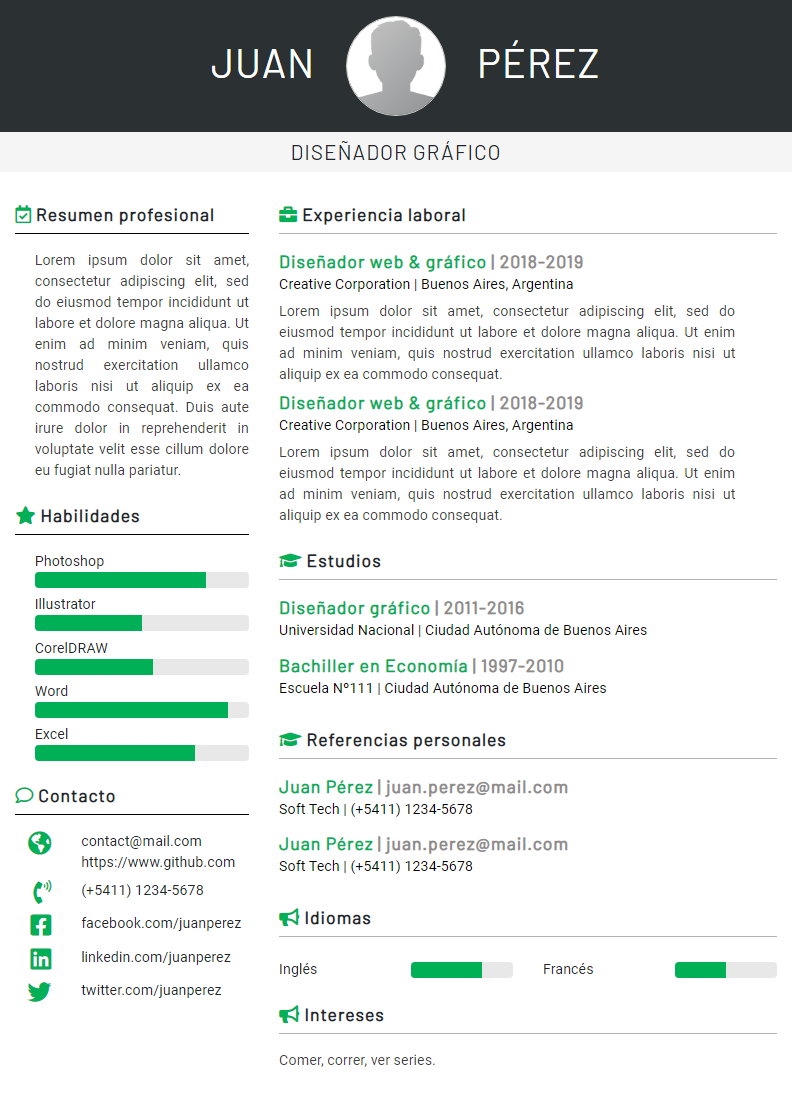 JUAN PÉREZ
DISEÑADOR GRÁFICO
Resumen profesional
Lorem ipsum dolor sit amet,
consectetur adipiscing elit, sed
do eiusmod tempor incididunt ut
labore et dolore magna aliqua. Ut
enim ad minim veniam, quis
nostrud exercitation ullamco
laboris nisi ut aliquip ex ea
commodo consequat. Duis aute
irure dolor in reprehenderit in
voluptate velit esse cillum dolore
eu fugiat nulla pariatur.
Habilidades
Photoshop
Illustrator
CorelDRAW
Word
Excel
Contacto
contact@mail.com
https://www.github.com
(+5411) 1234-5678
facebook.com/juanperez
linkedin.com/juanperez
twitter.com/juanperez
Experiencia laboral
Diseñador web & gráfico | 2018-2019
Creative Corporation | Buenos Aires, Argentina
Lorem ipsum dolor sit amet, consectetur adipiscing elit, sed do
eiusmod tempor incididunt ut labore et dolore magna aliqua. Ut enim
ad minim veniam, quis nostrud exercitation ullamco laboris nisi ut
aliquip ex ea commodo consequat.
Diseñador web & gráfico | 2018-2019
Creative Corporation | Buenos Aires, Argentina
Lorem ipsum dolor sit amet, consectetur adipiscing elit, sed do
eiusmod tempor incididunt ut labore et dolore magna aliqua. Ut enim
ad minim veniam, quis nostrud exercitation ullamco laboris nisi ut
aliquip ex ea commodo consequat.
Estudios
Diseñador gráfico | 2011-2016
Universidad Nacional | Ciudad Autónoma de Buenos Aires
Bachiller en Economía | 1997-2010
Escuela Nº111 | Ciudad Autónoma de Buenos Aires
Referencias personales
Juan Pérez | juan.perez@mail.com
Soft Tech | (+5411) 1234-5678
Juan Pérez | juan.perez@mail.com
Soft Tech | (+5411) 1234-5678
Idiomas
Inglés Francés
Intereses
Comer, correr, ver series.